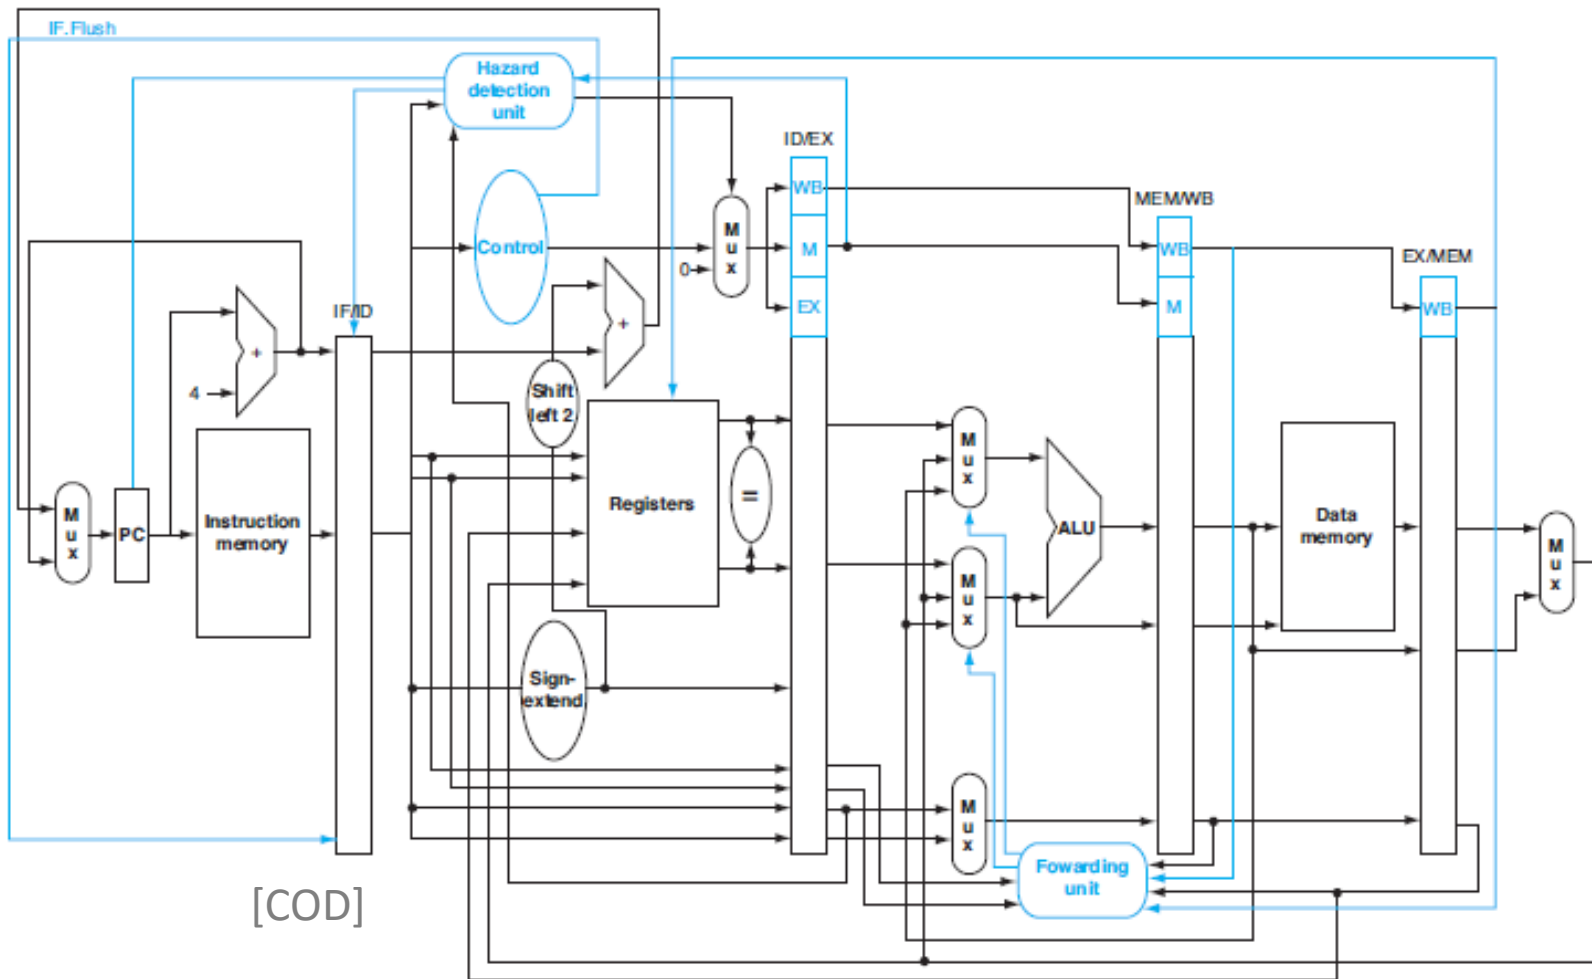 IF.Flush
Hazard
detection
unit
ID/EX
WB
MEM/WB
M
u
x
Control
M
WB
EX/MEM
0
IF/ID
EX
M
WB
+
+
4
Shift
left 2
M
u
x
M
u
x
PC
Instruction
memory
Registers
=
ALU
Data
memory
M
u
x
M
u
x
Sign-
extend
M
u
x
Fowarding
unit
[COD]